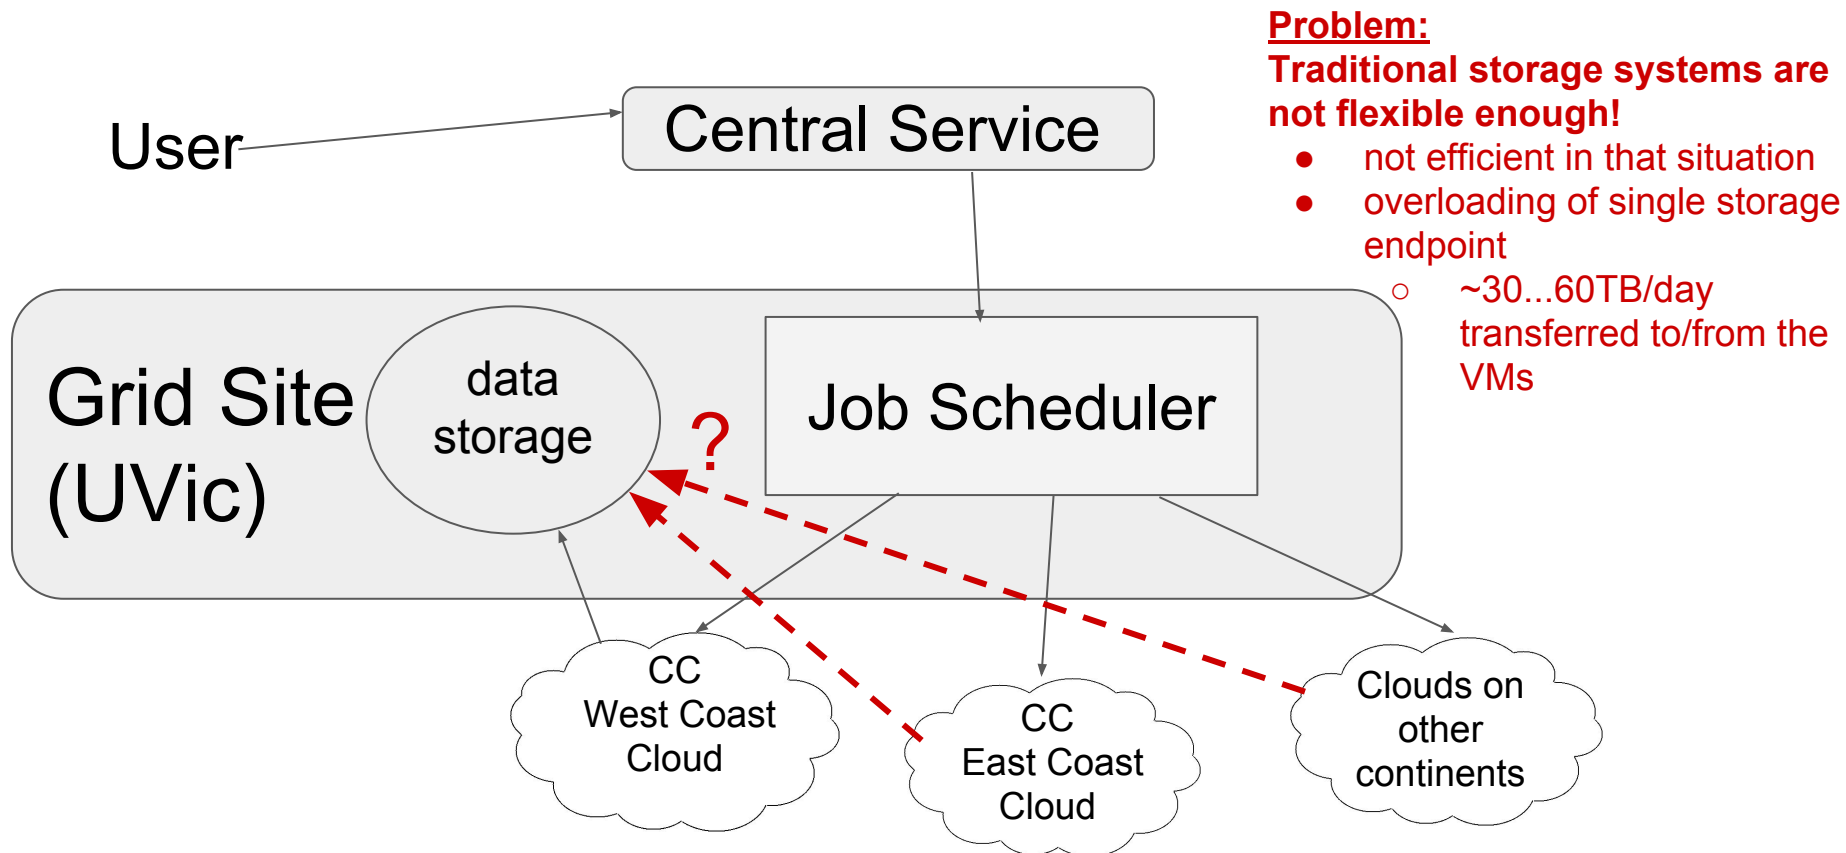 Problem:
Traditional storage systems are
not flexible enough!
● not efficient in that situation
● overloading of single storage
endpoint
○ ~30...60TB/day
transferred to/from the
VMs
User
Central Service
Grid Site
(UVic)
data
storage
?
Job Scheduler
CC
West Coast
Cloud
CC
East Coast
Cloud
Clouds on
other
continents